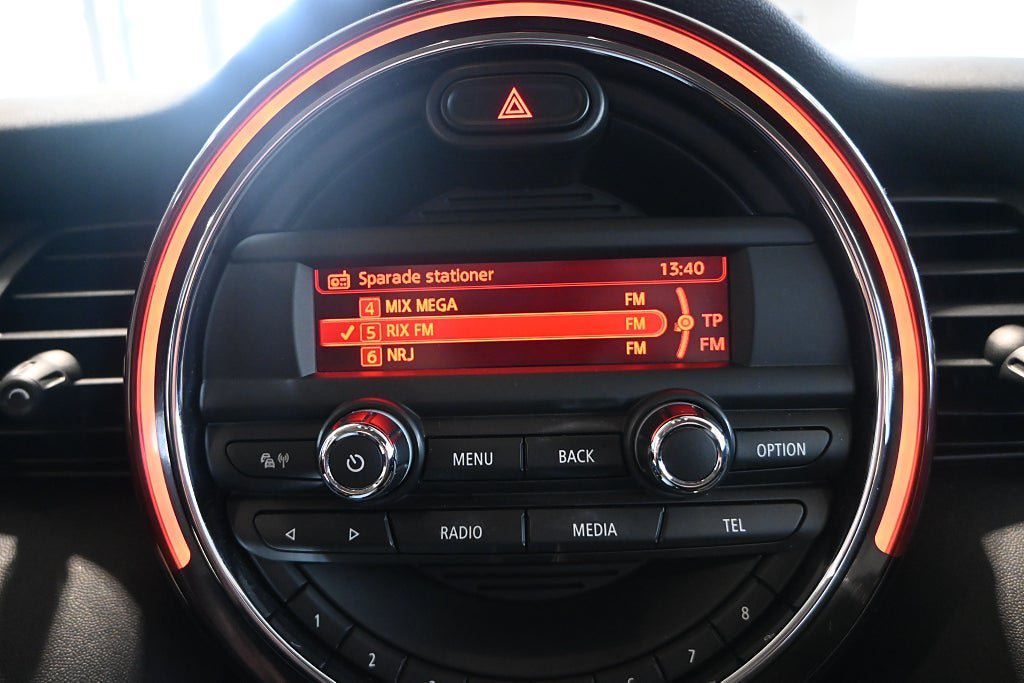 Sparade stationer 13:40
4 MIX MEGA FM
5 RIX FM FM
6 NRJ FM
TP
FM
MENU BACK OPTION
RADIO MEDIA TEL
1
2
7
8